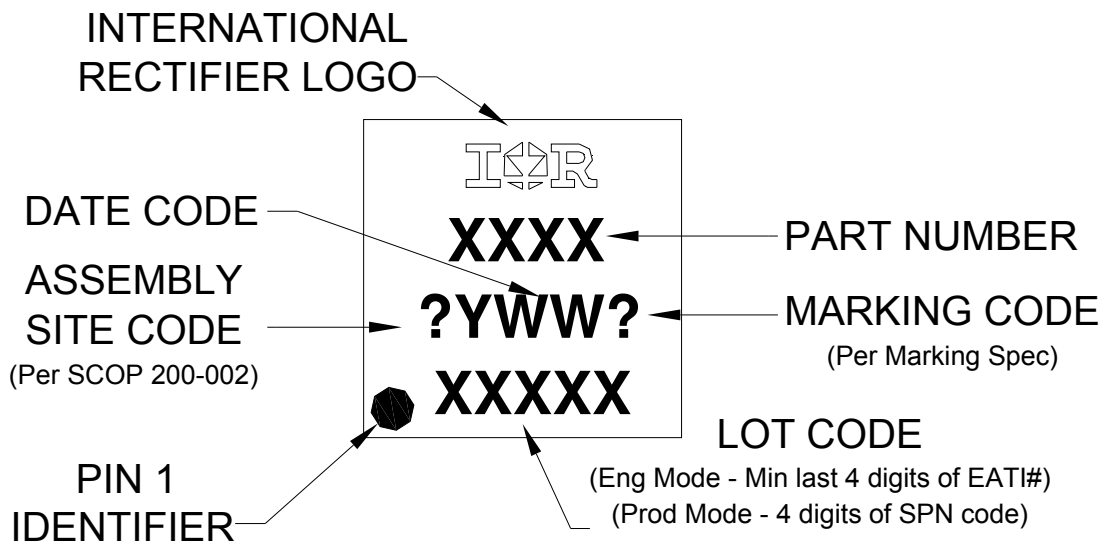 INTERNATIONAL
RECTIFIER LOGO
IOR
DATE CODE
XXXX
PART NUMBER
ASSEMBLY
SITE CODE
(Per SCOP 200-002)
?YWW?
MARKING CODE
(Per Marking Spec)
XXXXX
PIN 1
IDENTIFIER
LOT CODE
(Eng Mode - Min last 4 digits of EATI#)
(Prod Mode - 4 digits of SPN code)